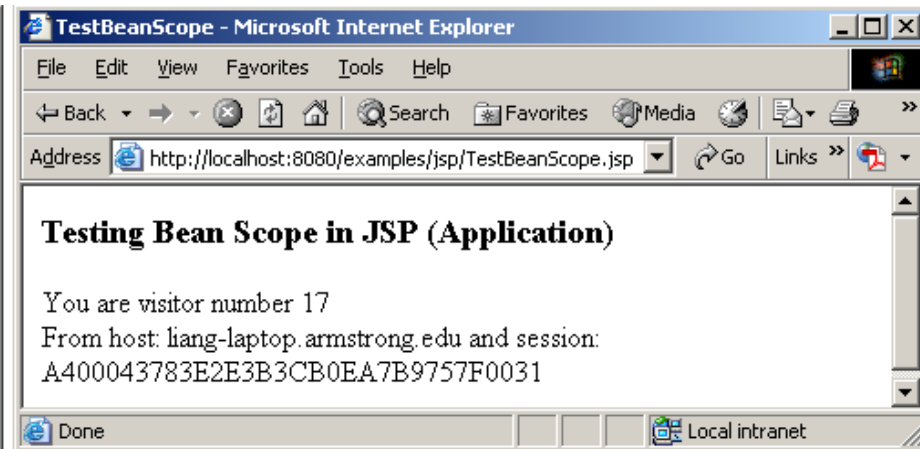 TestBeanScope - Microsoft Internet Explorer
File Edit View Favorites Tools Help
Back Search Favorites Media »
Address http://localhost:8080/examples/jsp/TestBeanScope.jsp Go Links »
Testing Bean Scope in JSP (Application)
You are visitor number 17
From host: liang-laptop.armstrong.edu and session:
A400043783E2E3B3CB0EA7B9757F0031
Done Local intranet